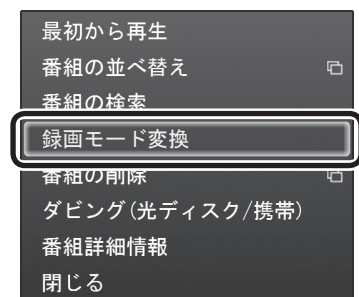 最初から再生
番組の並べ替え
番組の検索
録画モード変換
番組の削除
ダビング(光ディスク/携帯)
番組詳細情報
閉じる